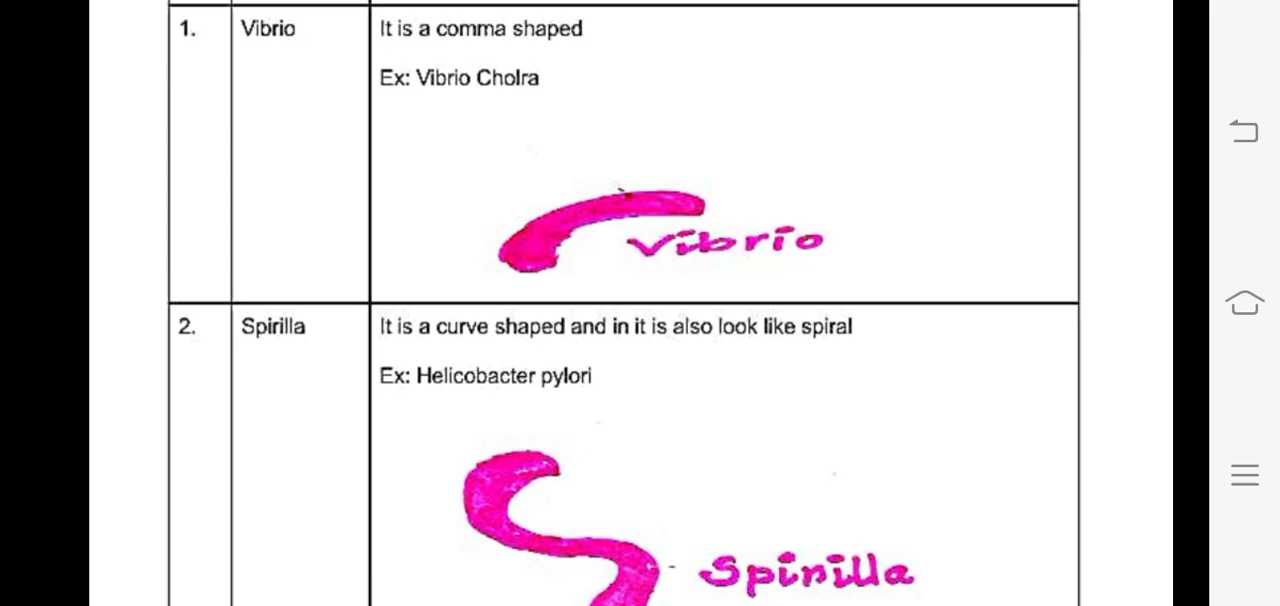 1.
Vibrio
It is a comma shaped
Ex: Vibrio Cholra
Vibrio
2.
Spirilla
It is a curve shaped and in it is also look like spiral
Ex: Helicobacter pylori
Spirilla